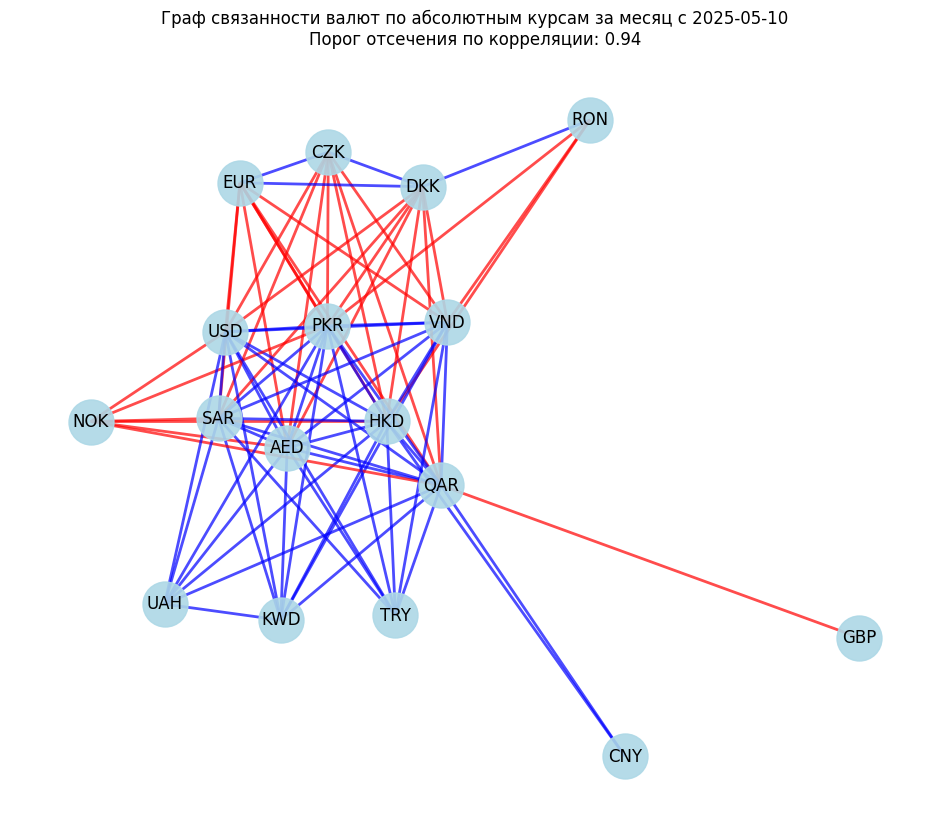 Граф связанности валют по абсолютным курсам за месяц с 2025-05-10
Порог отсечения по корреляции: 0.94
RON
CZK
EUR
DKK
VND
PKR
USD
SAR
NOK
HKD
AED
QAR
UAH
KWD
TRY
GBP
CNY